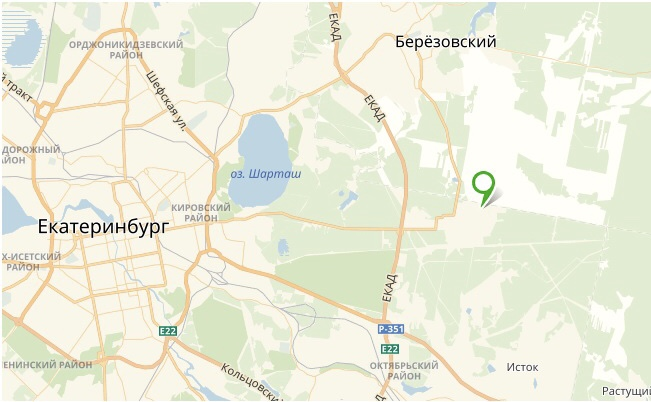 ОРДЖОНИКИДЗЕВСКИЙ
РАЙОН
ЕКАД
Берёзовский
Шефская ул.
тракт
ЕКАД
ДОРОЖНЫЙ
АЙОН
оз. Шарташ
КИРОВСКИЙ
РАЙОН
Екатеринбург
Х-ИСЕТСКИЙ
РАЙОН
ЕКАД
E22
Р-351
E22
ЕНИНСКИЙ РАЙОН
Кольцовский
ОКТЯБРЬСКИЙ
РАЙОН
Исток
Растущий